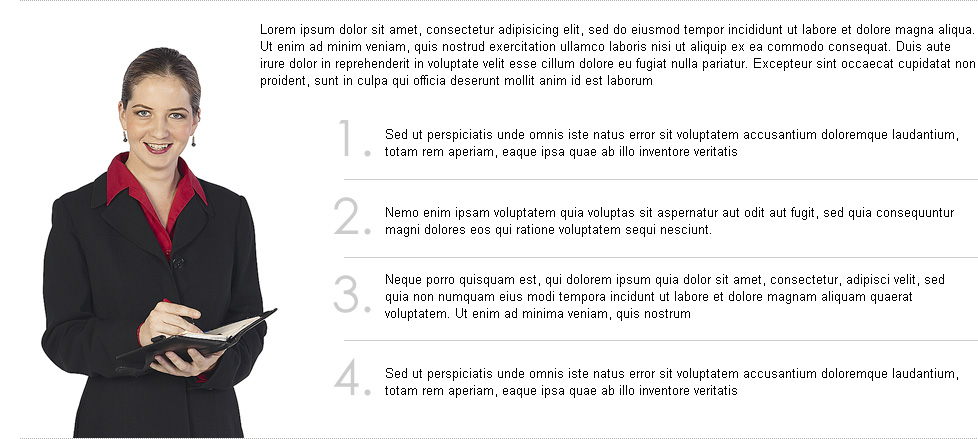 Lorem ipsum dolor sit amet, consectetur adipisicing elit, sed do eiusmod tempor incididunt ut labore et dolore magna aliqua.
Ut enim ad minim veniam, quis nostrud exercitation ullamco laboris nisi ut aliquip ex ea commodo consequat. Duis aute
irure dolor in reprehenderit in voluptate velit esse cillum dolore eu fugiat nulla pariatur. Excepteur sint occaecat cupidatat non
proident, sunt in culpa qui officia deserunt mollit anim id est laborum
1. Sed ut perspiciatis unde omnis iste natus error sit voluptatem accusantium doloremque laudantium,
totam rem aperiam, eaque ipsa quae ab illo inventore veritatis
2. Nemo enim ipsam voluptatem quia voluptas sit aspernatur aut odit aut fugit, sed quia consequuntur
magni dolores eos qui ratione voluptatem sequi nesciunt.
3. Neque porro quisquam est, qui dolorem ipsum quia dolor sit amet, consectetur, adipisci velit, sed
quia non numquam eius modi tempora incidunt ut labore et dolore magnam aliquam quaerat
voluptatem. Ut enim ad minima veniam, quis nostrum
4. Sed ut perspiciatis unde omnis iste natus error sit voluptatem accusantium doloremque laudantium,
totam rem aperiam, eaque ipsa quae ab illo inventore veritatis